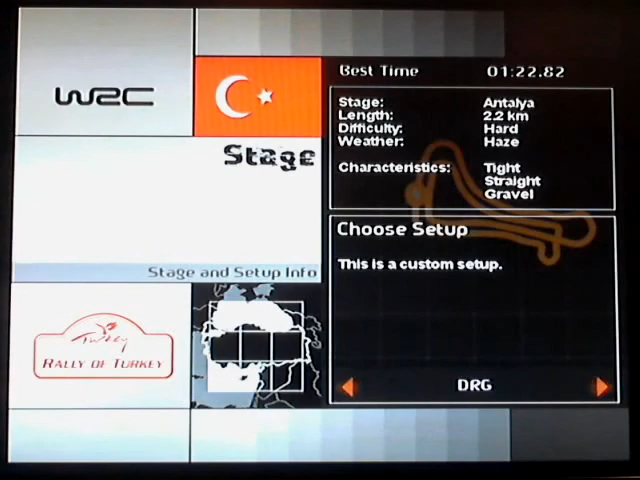 WRC
Best Time 01:22.82
Stage
Stage: Antalya
Length: 2.2 km
Difficulty: Hard
Weather: Haze
Characteristics: Tight
Straight
Gravel
Choose Setup
This is a custom setup.
Stage and Setup Info
Turkey
RALLY OF TURKEY
DRG